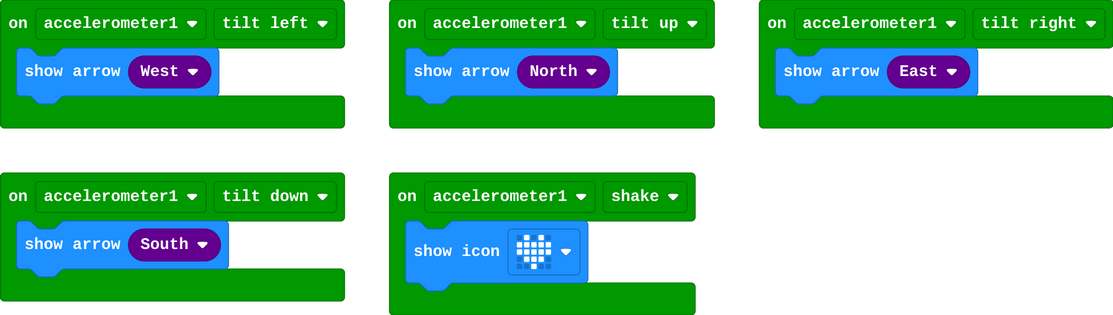 on accelerometer1 tilt left
show arrow West
on accelerometer1 tilt up
show arrow North
on accelerometer1 tilt right
show arrow East
on accelerometer1 tilt down
show arrow South
on accelerometer1 shake
show icon